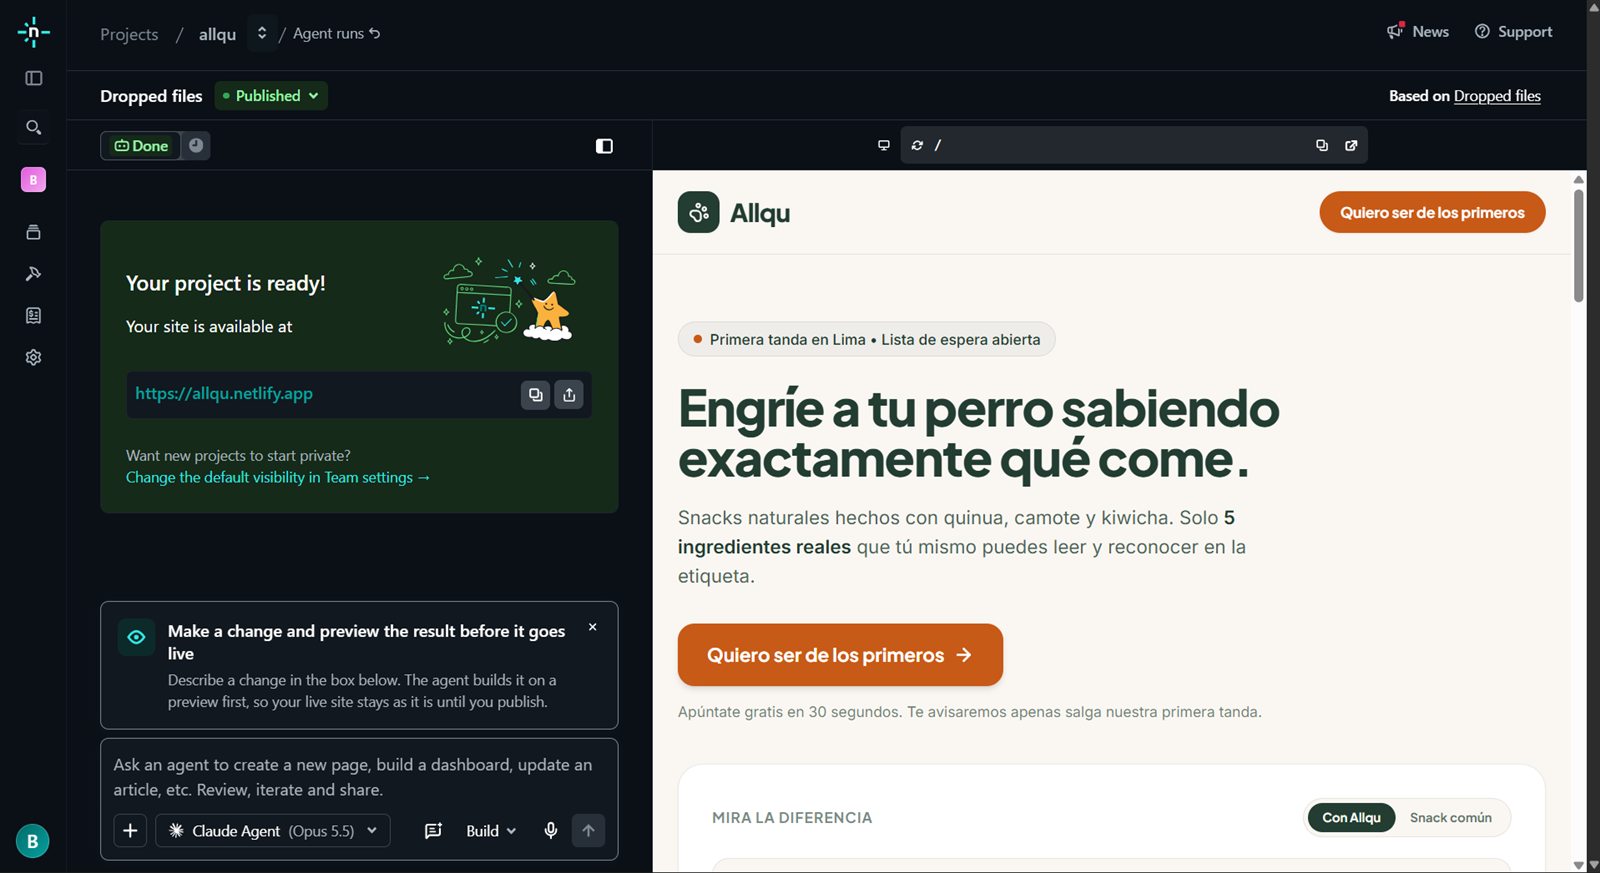 n
Projects / allqu / Agent runs
News
Support
Dropped files
Published
Based on Dropped files
Done
/
B
Your project is ready!
Your site is available at
https://allqu.netlify.app
Want new projects to start private?
Change the default visibility in Team settings →
Make a change and preview the result before it goes
live
Describe a change in the box below. The agent builds it on a
preview first, so your live site stays as it is until you publish.
Ask an agent to create a new page, build a dashboard, update an
article, etc. Review, iterate and share.
Claude Agent (Opus 5.5)
Build
B
Allqu
Quiero ser de los primeros
Primera tanda en Lima • Lista de espera abierta
Engríe a tu perro sabiendo
exactamente qué come.
Snacks naturales hechos con quinua, camote y kiwicha. Solo 5
ingredientes reales que tú mismo puedes leer y reconocer en la
etiqueta.
Quiero ser de los primeros →
Apúntate gratis en 30 segundos. Te avisaremos apenas salga nuestra primera tanda.
MIRA LA DIFERENCIA
Con Allqu
Snack común